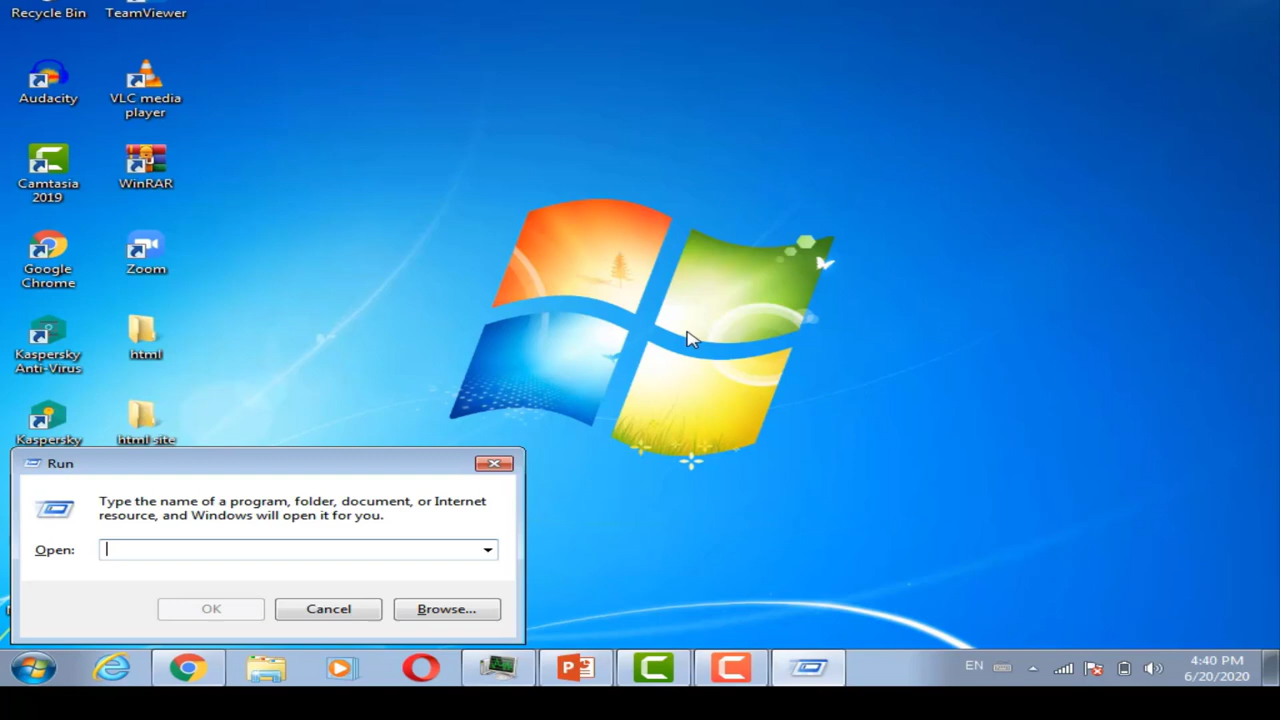 Recycle Bin
TeamViewer
Audacity
VLC media
player
Camtasia
2019
WinRAR
Google
Chrome
Zoom
Kaspersky
Anti-Virus
html
Kaspersky
html site
Run
Type the name of a program, folder, document, or Internet
resource, and Windows will open it for you.
Open:
OK
Cancel
Browse...
EN
4:40 PM
6/20/2020